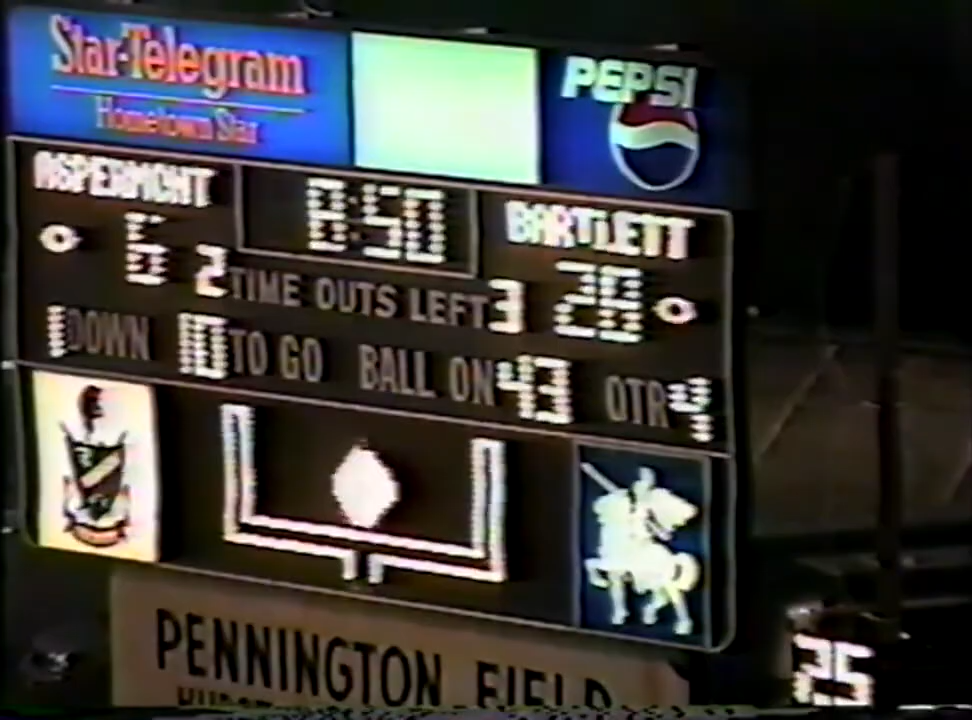 Star-Telegram
Hometown Star
PEPSI
ASPERMONT
8:50
BARTLETT
6
2 TIME OUTS LEFT 3
28
1 DOWN 10 TO GO BALL ON 43 QTR 4
PENNINGTON FIELD
25